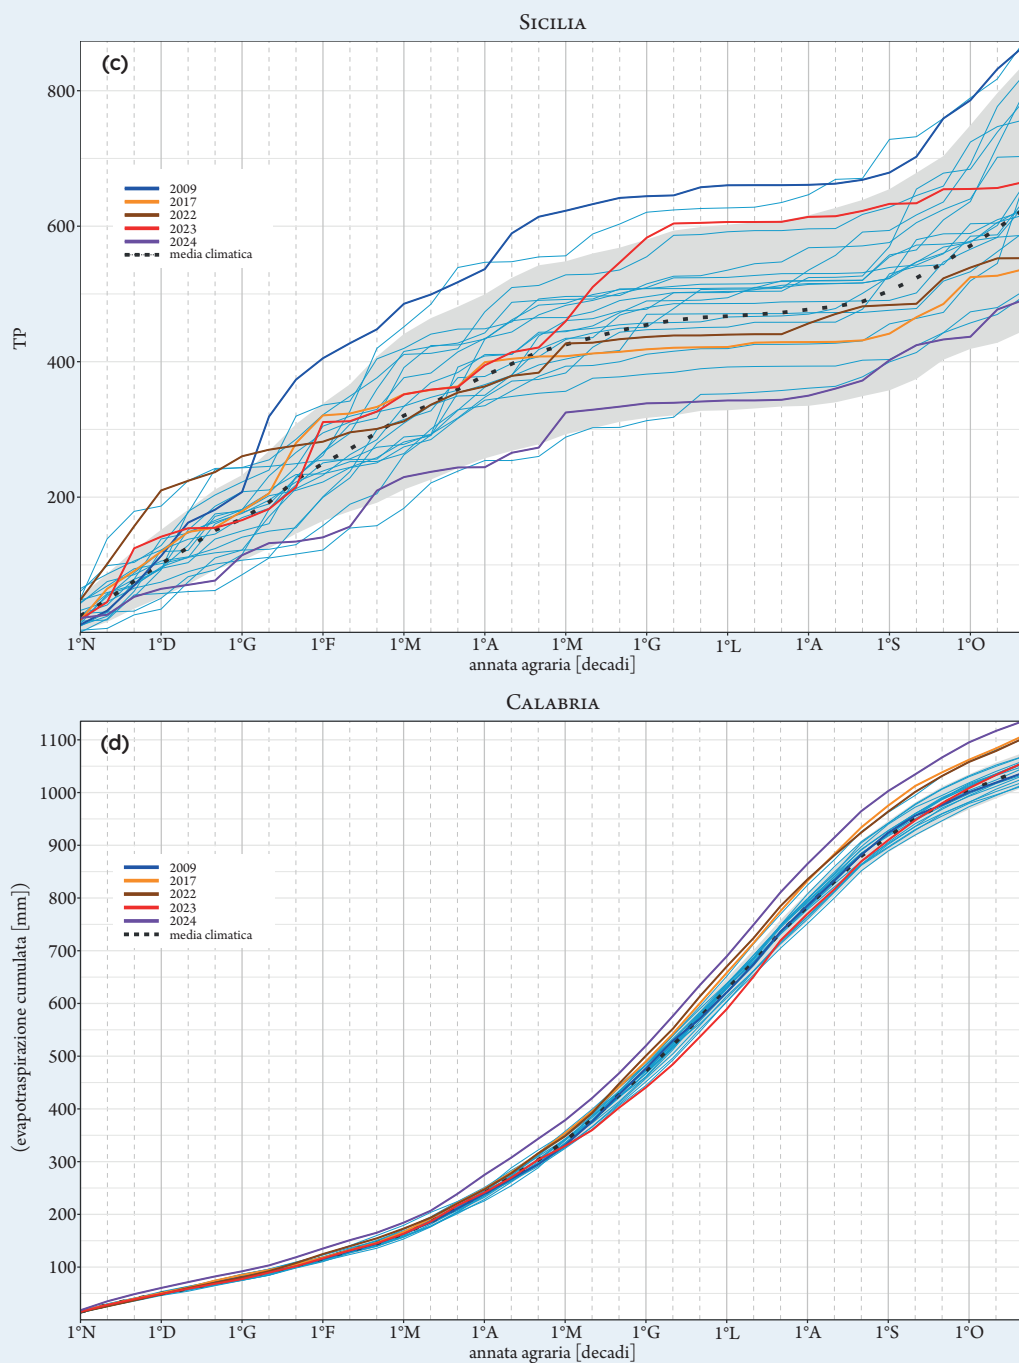 SICILIA
(c)
TP
800
600
400
200
2009
2017
2022
2023
2024
media climatica
1°N 1°D 1°G 1°F 1°M 1°A 1°M 1°G 1°L 1°A 1°S 1°O
annata agraria [decadi]
CALABRIA
(d)
(evapotraspirazione cumulata [mm])
1100
1000
900
800
700
600
500
400
300
200
100
2009
2017
2022
2023
2024
media climatica
1°N 1°D 1°G 1°F 1°M 1°A 1°M 1°G 1°L 1°A 1°S 1°O
annata agraria [decadi]